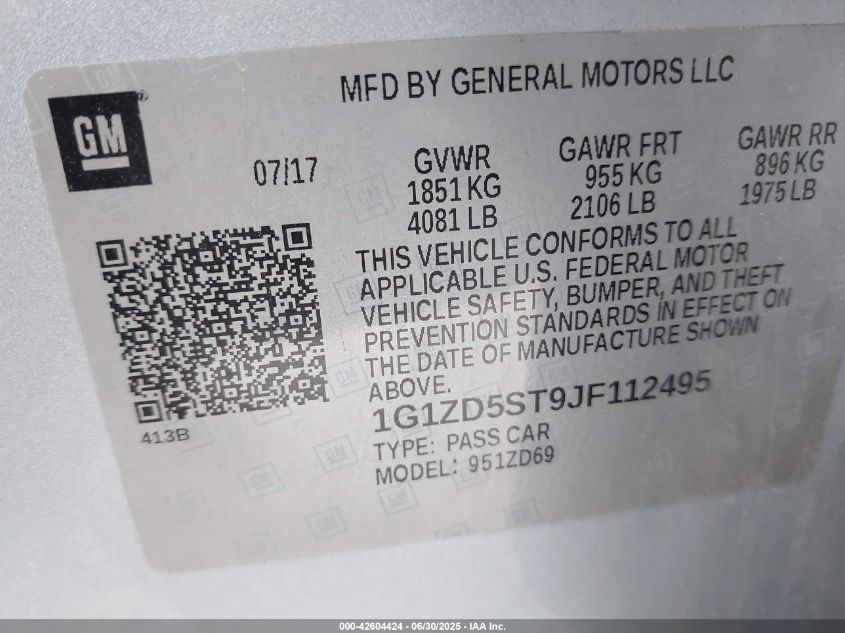 MFD BY GENERAL MOTORS LLC
GM
®
07/17
GVWR
1851 KG
4081 LB
GAWR FRT
955 KG
2106 LB
GAWR RR
896 KG
1975 LB
THIS VEHICLE CONFORMS TO ALL
APPLICABLE U.S. FEDERAL MOTOR
VEHICLE SAFETY, BUMPER, AND THEFT
PREVENTION STANDARDS IN EFFECT ON
THE DATE OF MANUFACTURE SHOWN
ABOVE.
1G1ZD5ST9JF112495
TYPE: PASS CAR
MODEL: 951ZD69
413B
000-42604424 - 06/30/2025 - IAA Inc.